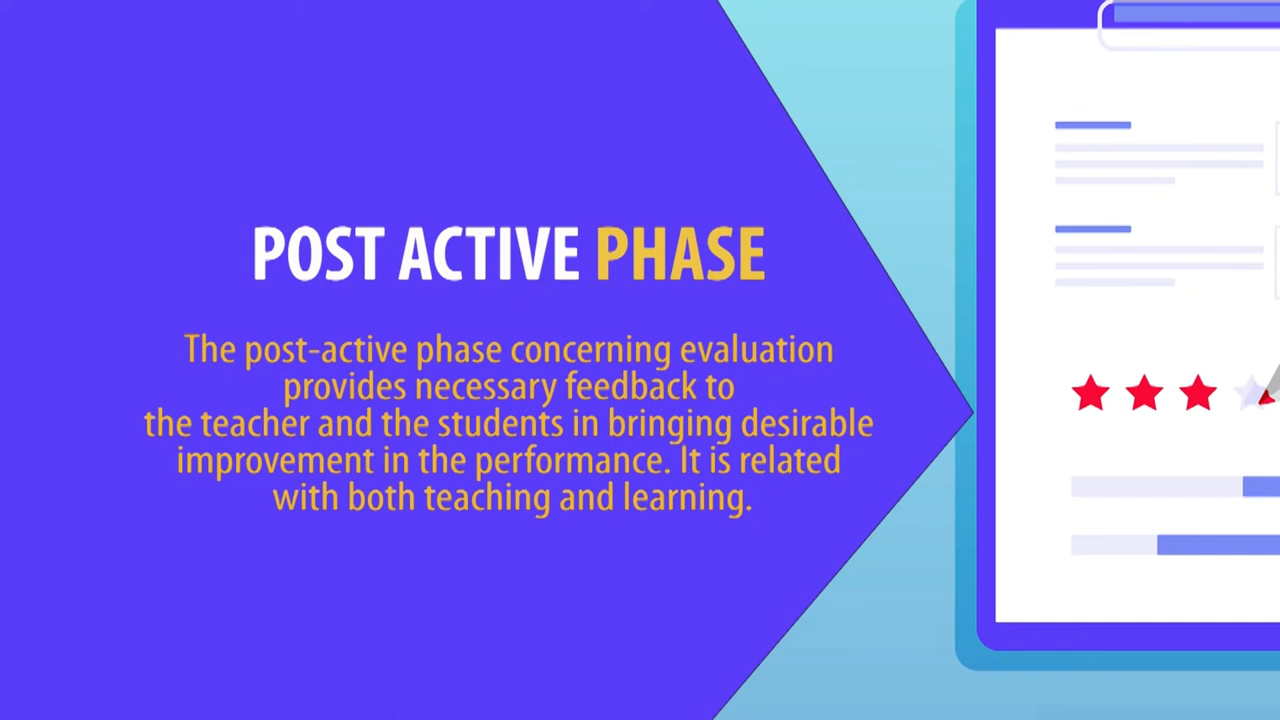 POST ACTIVE PHASE
The post-active phase concerning evaluation
provides necessary feedback to
the teacher and the students in bringing desirable
improvement in the performance. It is related
with both teaching and learning.